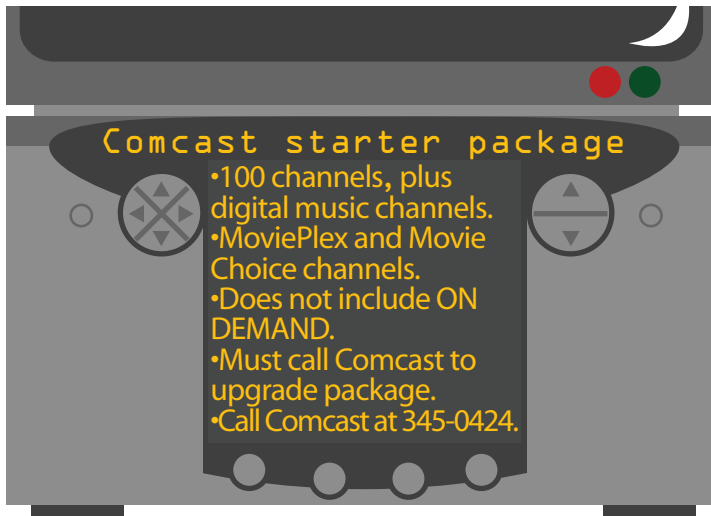 Comcast starter package
•100 channels, plus
digital music channels.
•MoviePlex and Movie
Choice channels.
•Does not include ON
DEMAND.
•Must call Comcast to
upgrade package.
•Call Comcast at 345-0424.